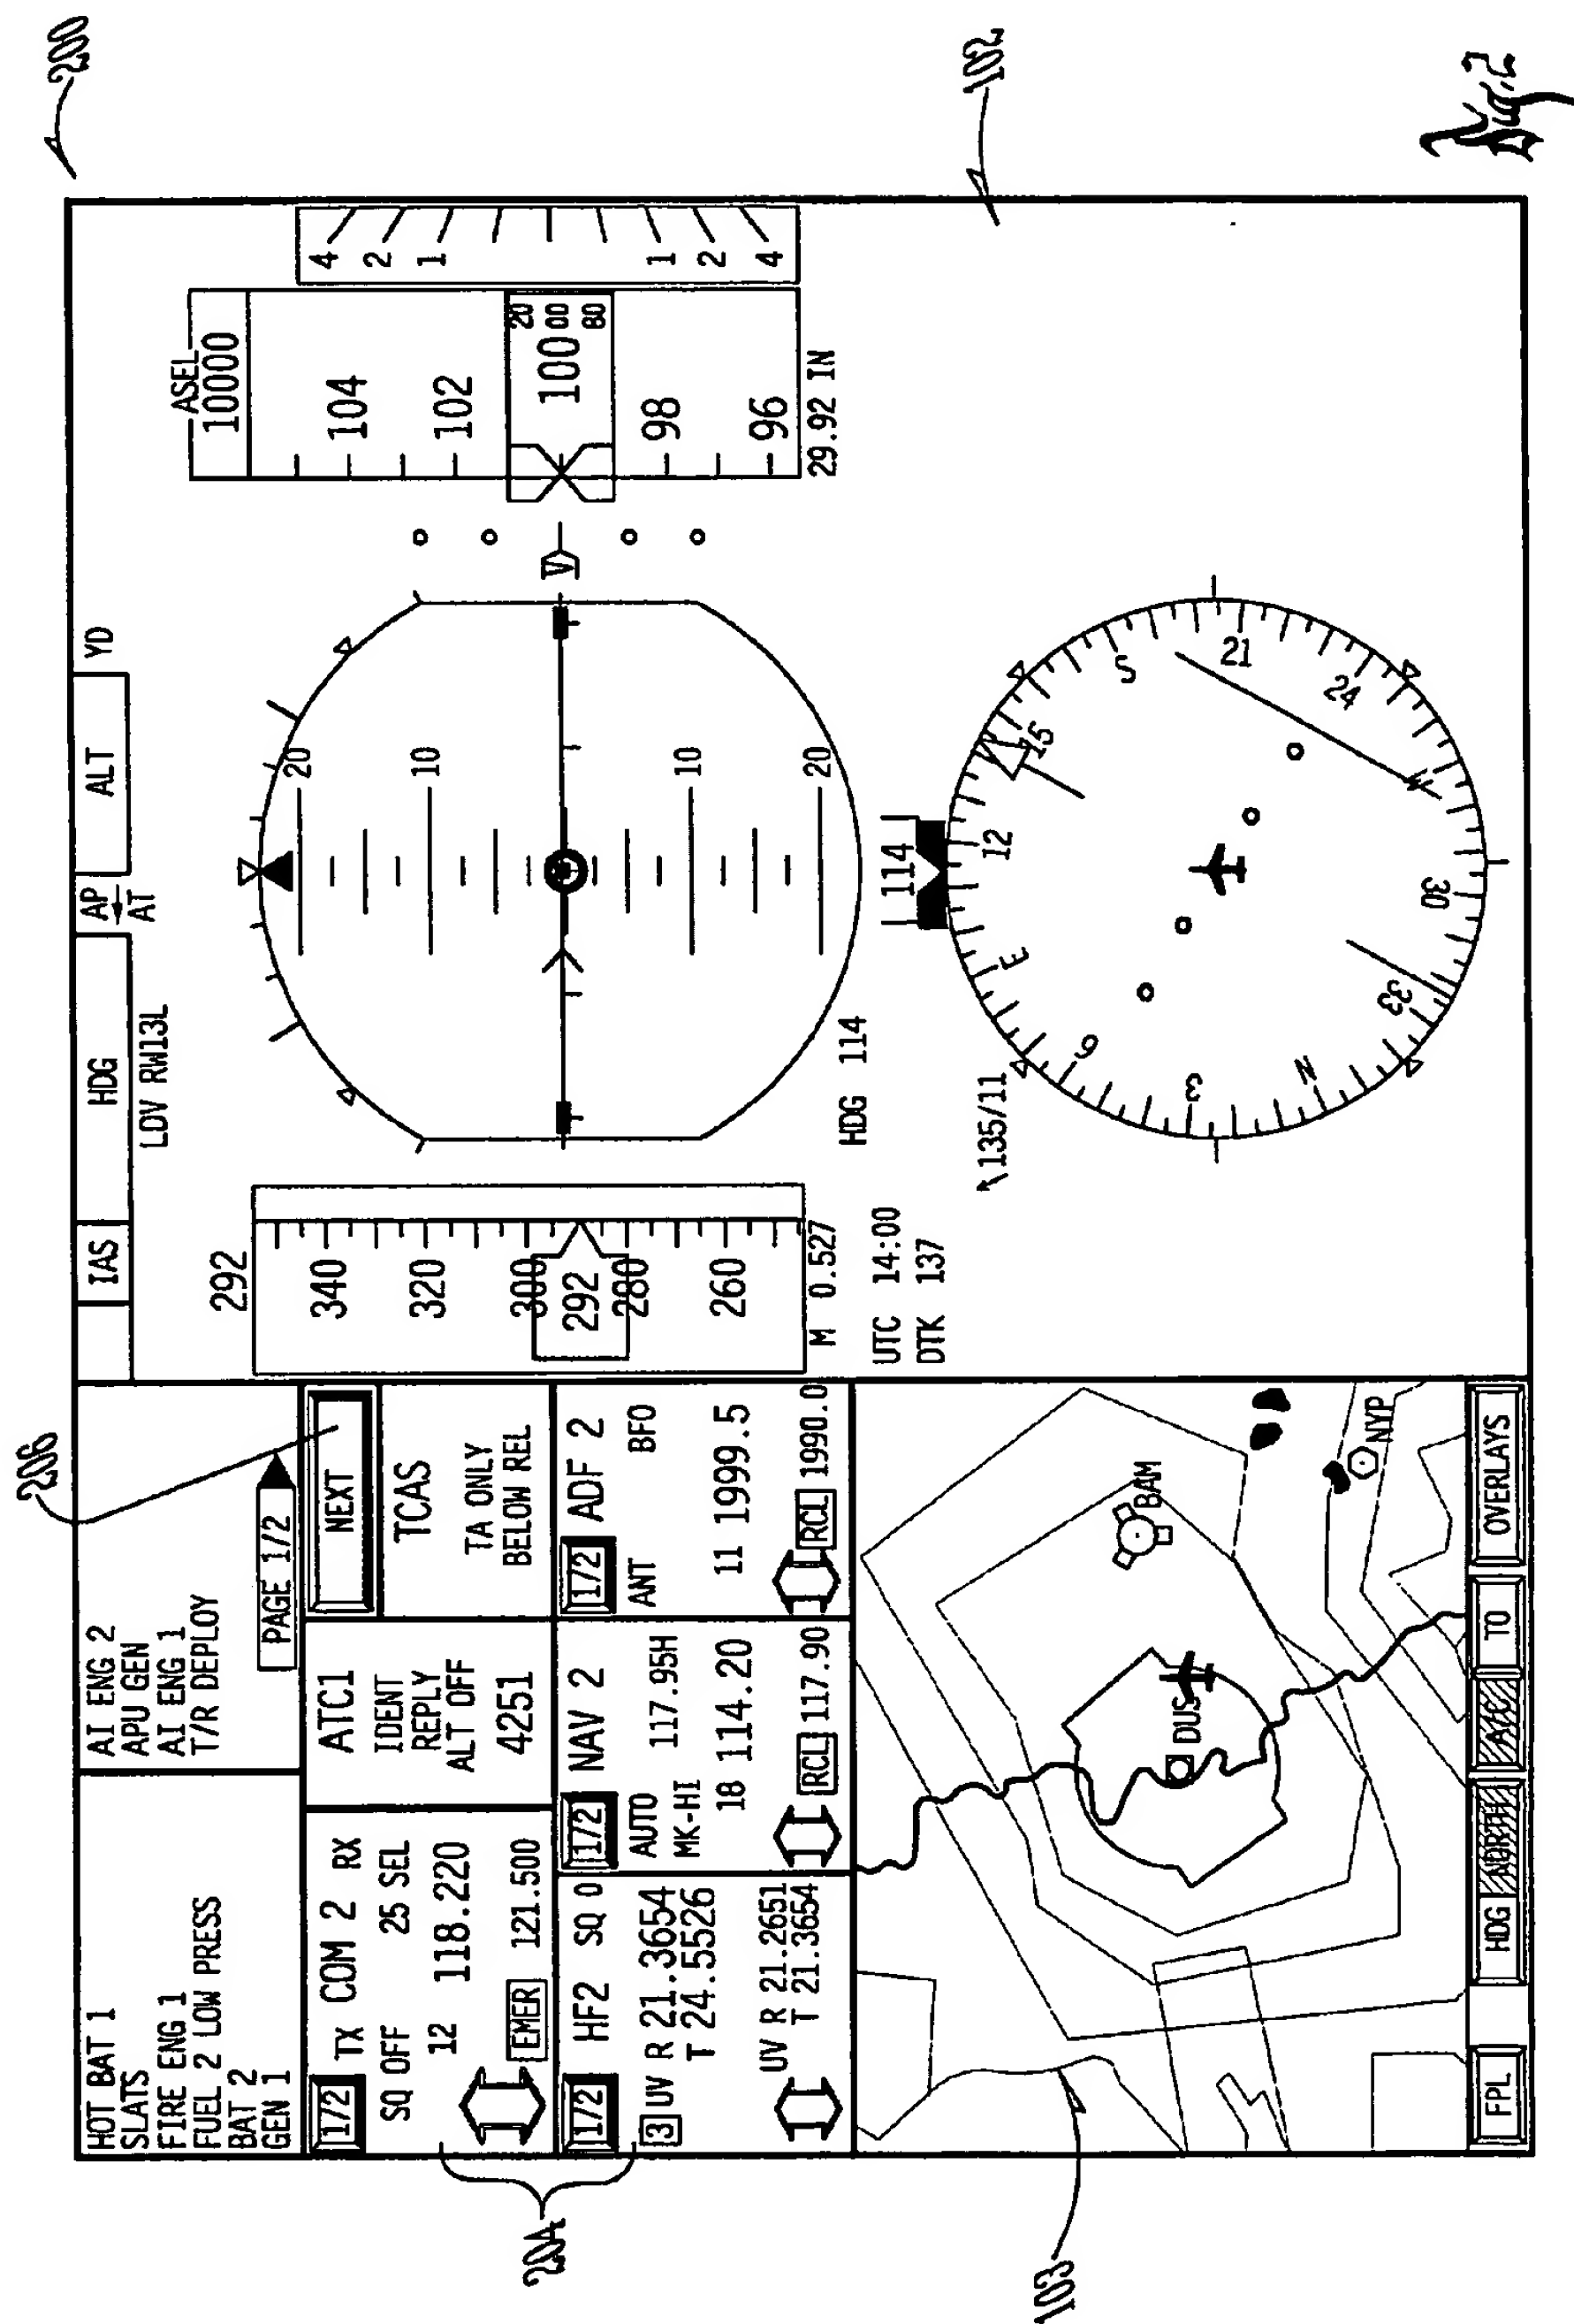 200
206
HOT BAT 1
SLATS
FIRE ENG 1
FUEL 2 LOW PRESS
BAT 2
GEN 1
AI ENG 2
APU GEN
AI ENG 1
T/R DEPLOY
PAGE 1/2
1/2 TX COM 2 RX
SQ OFF 25 SEL
12 118.220
EMER 121.500
ATC1
IDENT
REPLY
ALT OFF
4251
NEXT
TCAS
TA ONLY
BELOW REL
204
1/2 HF2 SQ 0
3 UV R 21.3654
T 24.5526
UV R 21.2651
T 21.3654
1/2 NAV 2
AUTO 117.95H
MK-HI
18 114.20
RCL 117.90
1/2 ADF 2
ANT BFO
11 1999.5
RCL 1990.0
103
DUS
BAM
NYP
FPL
HDG NORTH
A/C TO
OVERLAYS
IAS
HDG
AP
AT
ALT
YD
LDV RW13L
292
340
320
300
292
280
260
M 0.527
UTC 14:00
DTK 137
20
10
10
20
V
ASEL
10000
104
102
100
20
00
80
98
96
29.92 IN
4
2
1
1
2
4
HDG 114
114
135/11
12
15
S
21
24
W
30
33
N
3
6
E
102
Fig. 2